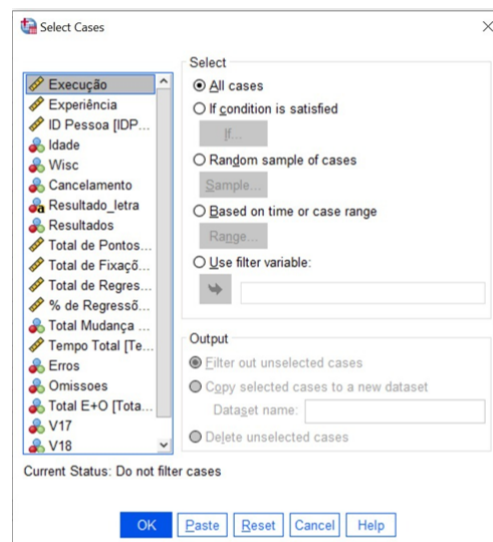 Select Cases
Execução
Experiência
ID Pessoa [IDP...
Idade
Wisc
Cancelamento
Resultado_letra
Resultados
Total de Pontos...
Total de Fixaçõ...
Total de Regres...
% de Regressõ...
Total Mudança ...
Tempo Total [Te...
Erros
Omissoes
Total E+O [Tota...
V17
V18
Select
All cases
If condition is satisfied
If...
Random sample of cases
Sample...
Based on time or case range
Range...
Use filter variable:
Output
Filter out unselected cases
Copy selected cases to a new dataset
Dataset name:
Delete unselected cases
Current Status: Do not filter cases
OK Paste Reset Cancel Help